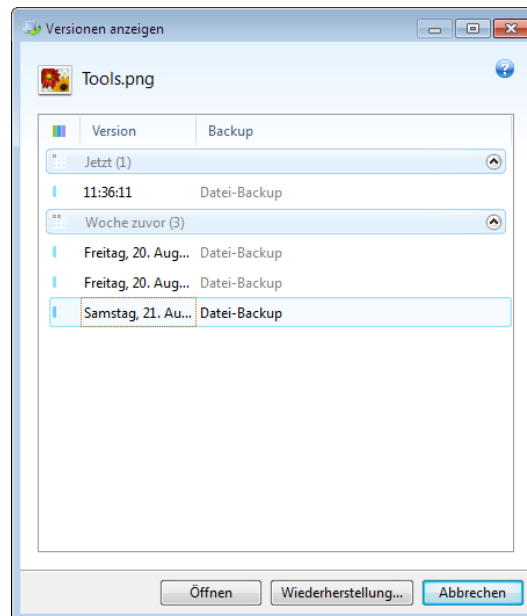 Versionen anzeigen
Tools.png
Version Backup
Jetzt (1)
11:36:11 Datei-Backup
Woche zuvor (3)
Freitag, 20. Aug... Datei-Backup
Freitag, 20. Aug... Datei-Backup
Samstag, 21. Au... Datei-Backup
Öffnen Wiederherstellung... Abbrechen